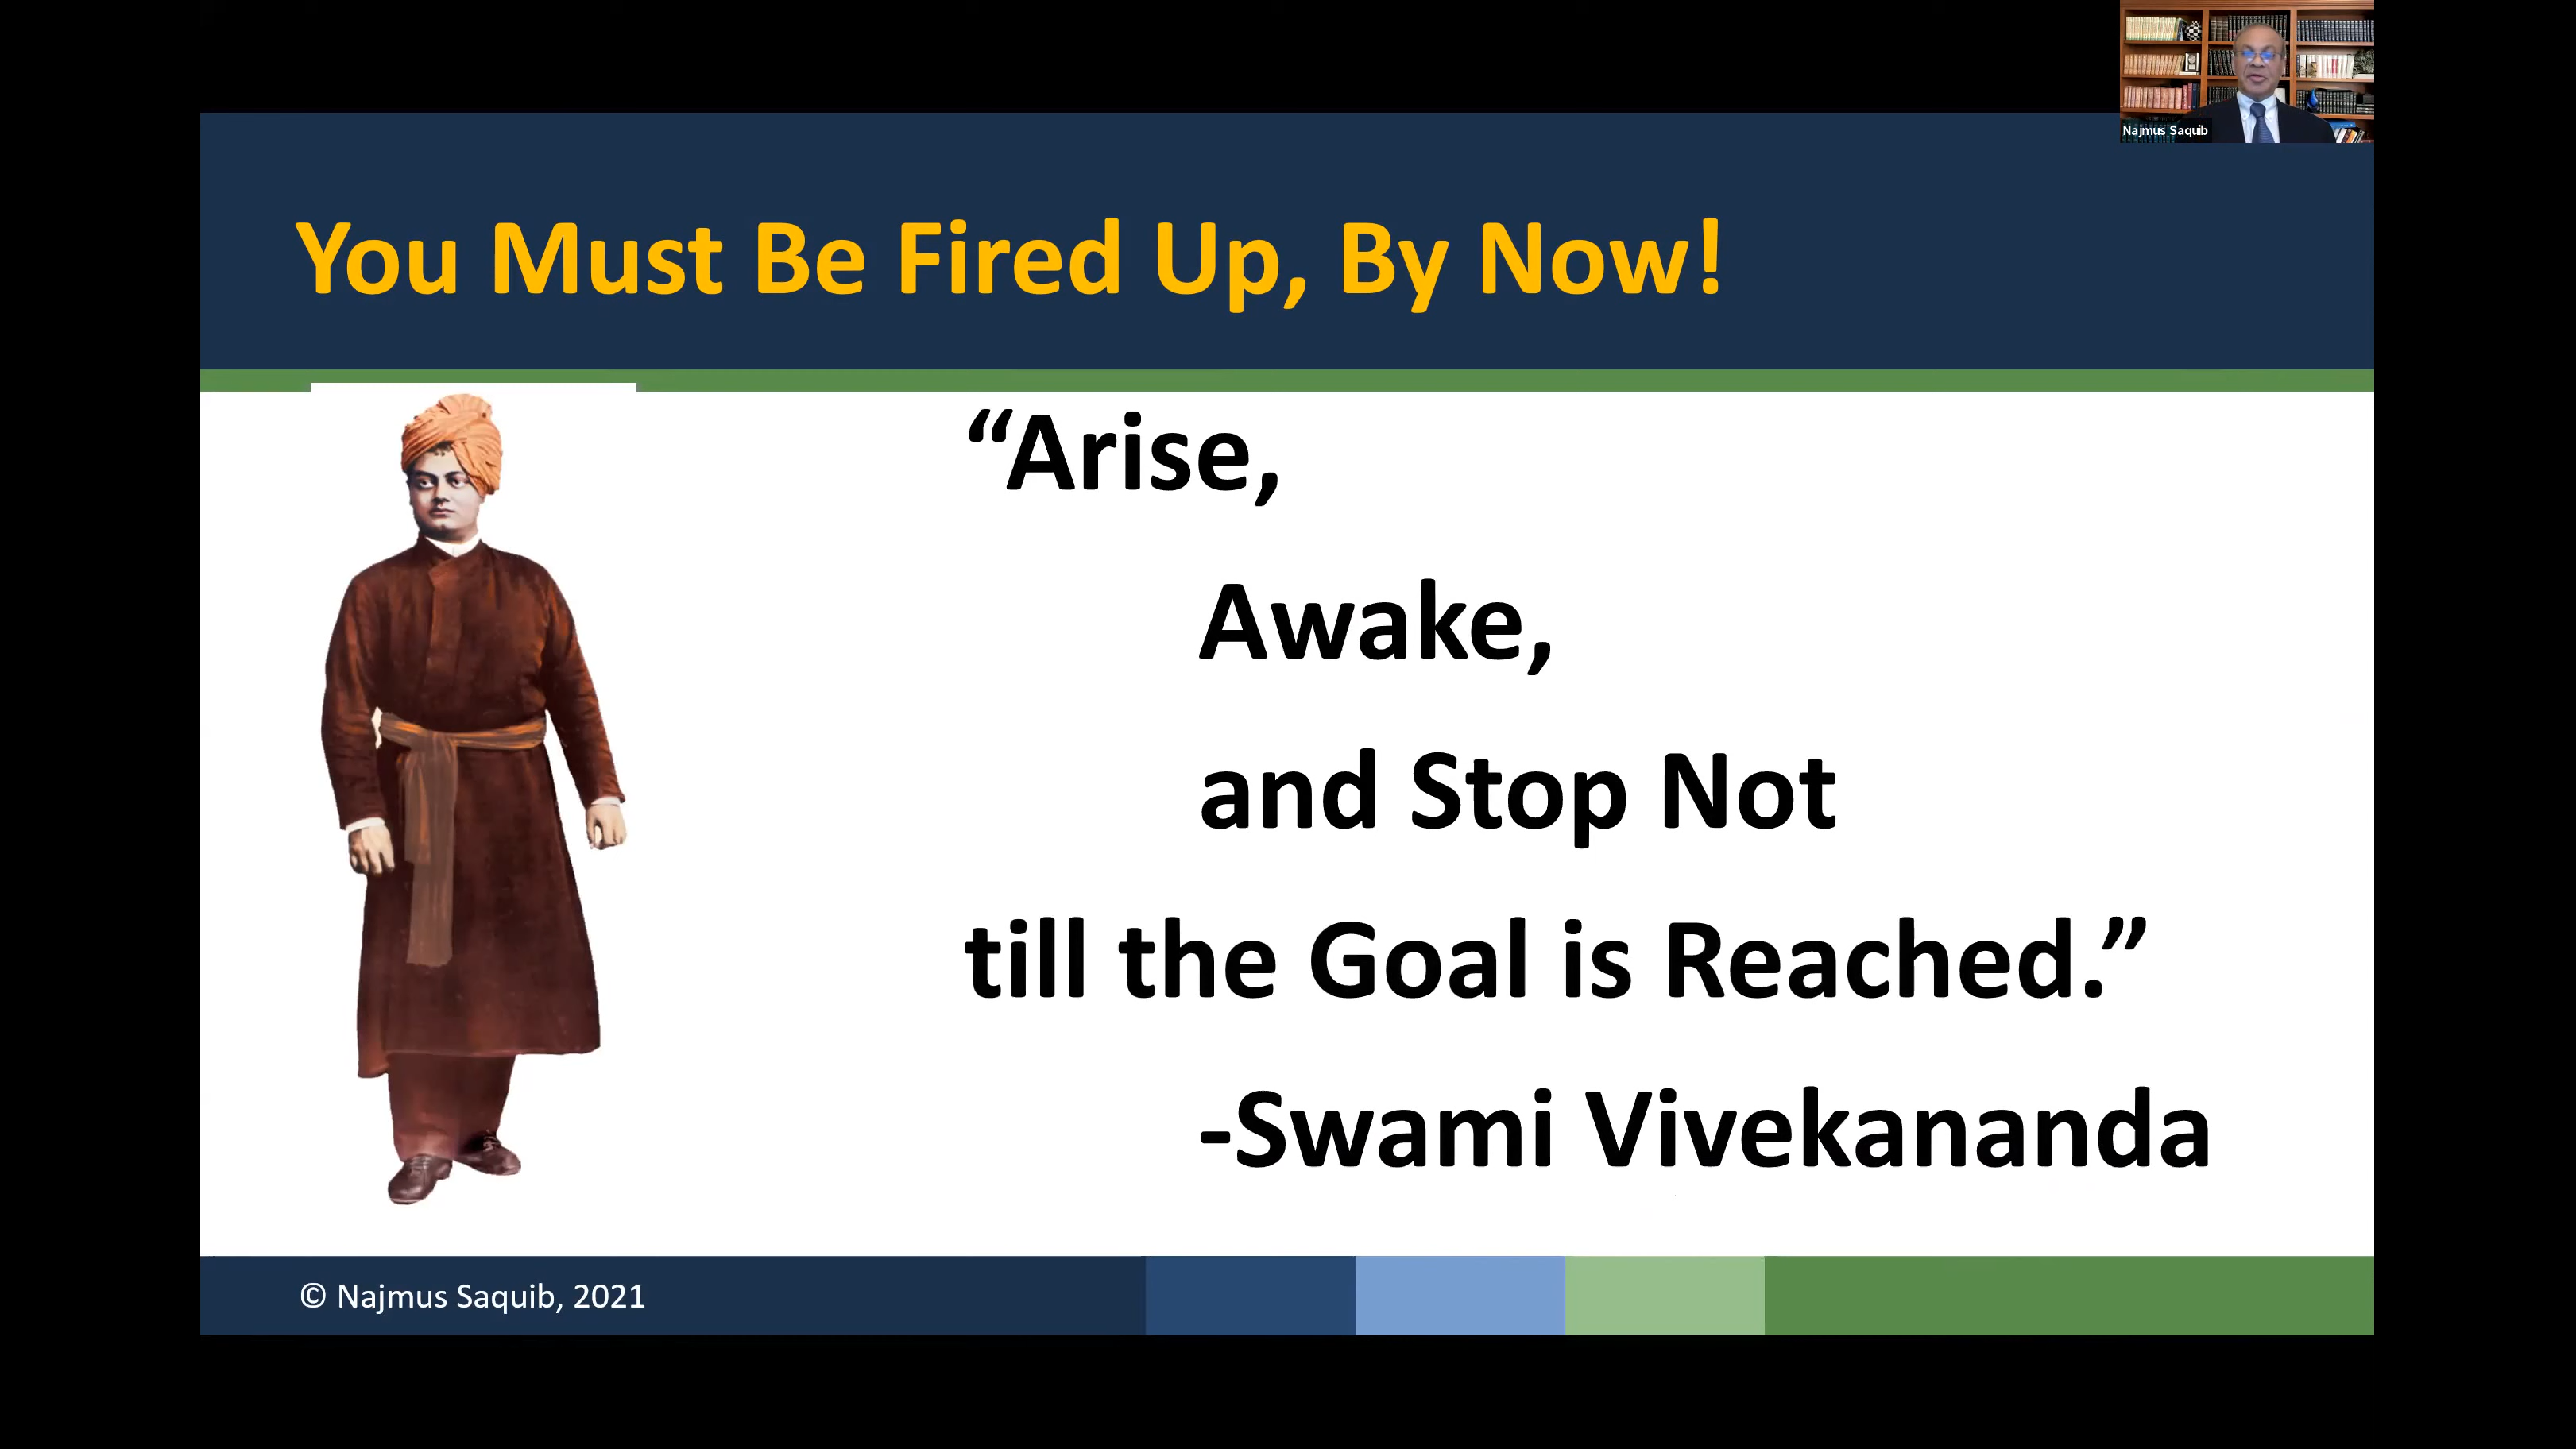 Najmus Saquib
You Must Be Fired Up, By Now!
“Arise,
Awake,
and Stop Not
till the Goal is Reached.”
-Swami Vivekananda
© Najmus Saquib, 2021